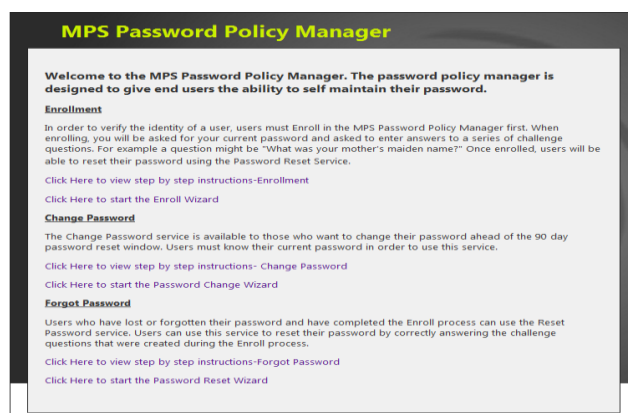 MPS Password Policy Manager
Welcome to the MPS Password Policy Manager. The password policy manager is
designed to give end users the ability to self maintain their password.
Enrollment
In order to verify the identity of a user, users must Enroll in the MPS Password Policy Manager first. When
enrolling, you will be asked for your current password and asked to enter answers to a series of challenge
questions. For example a question might be "What was your mother's maiden name?" Once enrolled, users will be
able to reset their password using the Password Reset Service.
Click Here to view step by step instructions-Enrollment
Click Here to start the Enroll Wizard
Change Password
The Change Password service is available to those who want to change their password ahead of the 90 day
password reset window. Users must know their current password in order to use this service.
Click Here to view step by step instructions- Change Password
Click Here to start the Password Change Wizard
Forgot Password
Users who have lost or forgotten their password and have completed the Enroll process can use the Reset
Password service. Users can use this service to reset their password by correctly answering the challenge
questions that were created during the Enroll process.
Click Here to view step by step instructions-Forgot Password
Click Here to start the Password Reset Wizard